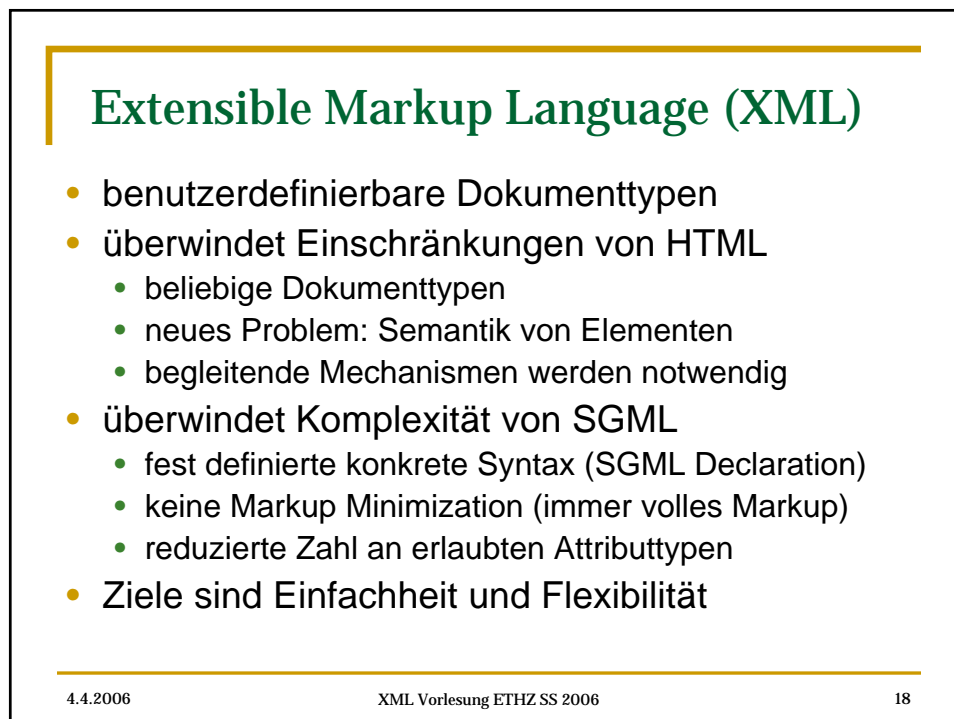 Extensible Markup Language (XML)
benutzerdefinierbare Dokumenttypen
überwindet Einschränkungen von HTML
beliebige Dokumenttypen
neues Problem: Semantik von Elementen
begleitende Mechanismen werden notwendig
überwindet Komplexität von SGML
fest definierte konkrete Syntax (SGML Declaration)
keine Markup Minimization (immer volles Markup)
reduzierte Zahl an erlaubten Attributtypen
Ziele sind Einfachheit und Flexibilität
4.4.2006 XML Vorlesung ETHZ SS 2006 18